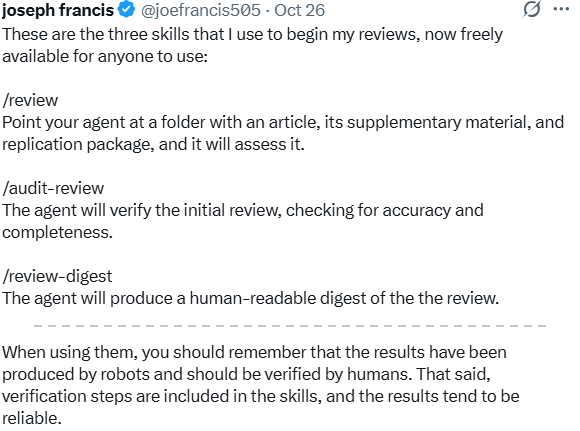 joseph francis @joefrancis505 · Oct 26
These are the three skills that I use to begin my reviews, now freely
available for anyone to use:
/review
Point your agent at a folder with an article, its supplementary material, and
replication package, and it will assess it.
/audit-review
The agent will verify the initial review, checking for accuracy and
completeness.
/review-digest
The agent will produce a human-readable digest of the the review.
When using them, you should remember that the results have been
produced by robots and should be verified by humans. That said,
verification steps are included in the skills, and the results tend to be
reliable.